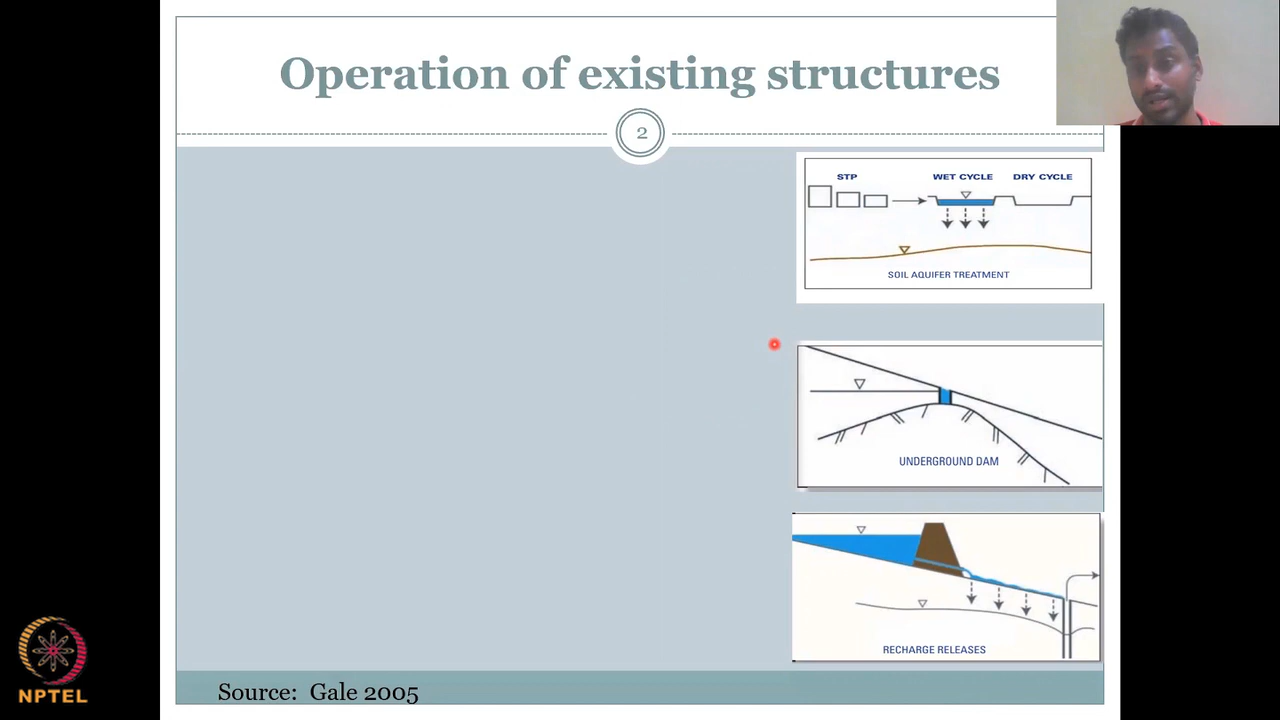 Operation of existing structures
2
STP WET CYCLE DRY CYCLE
SOIL AQUIFER TREATMENT
UNDERGROUND DAM
RECHARGE RELEASES
Source: Gale 2005
NPTEL